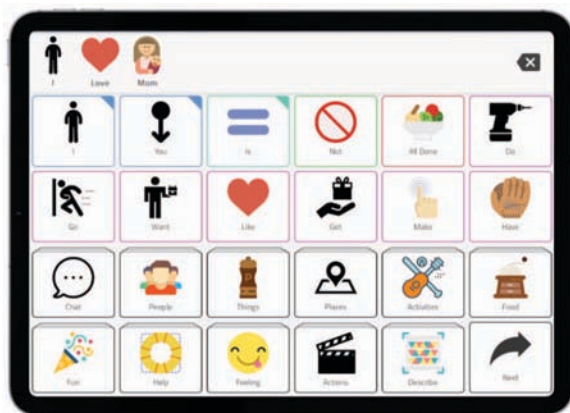 I Love Mom
I You is Not All Done Do
Go Want Like Get Make Have
Chat People Things Places Activities Food
Fun Help Feeling Actions Describe Next